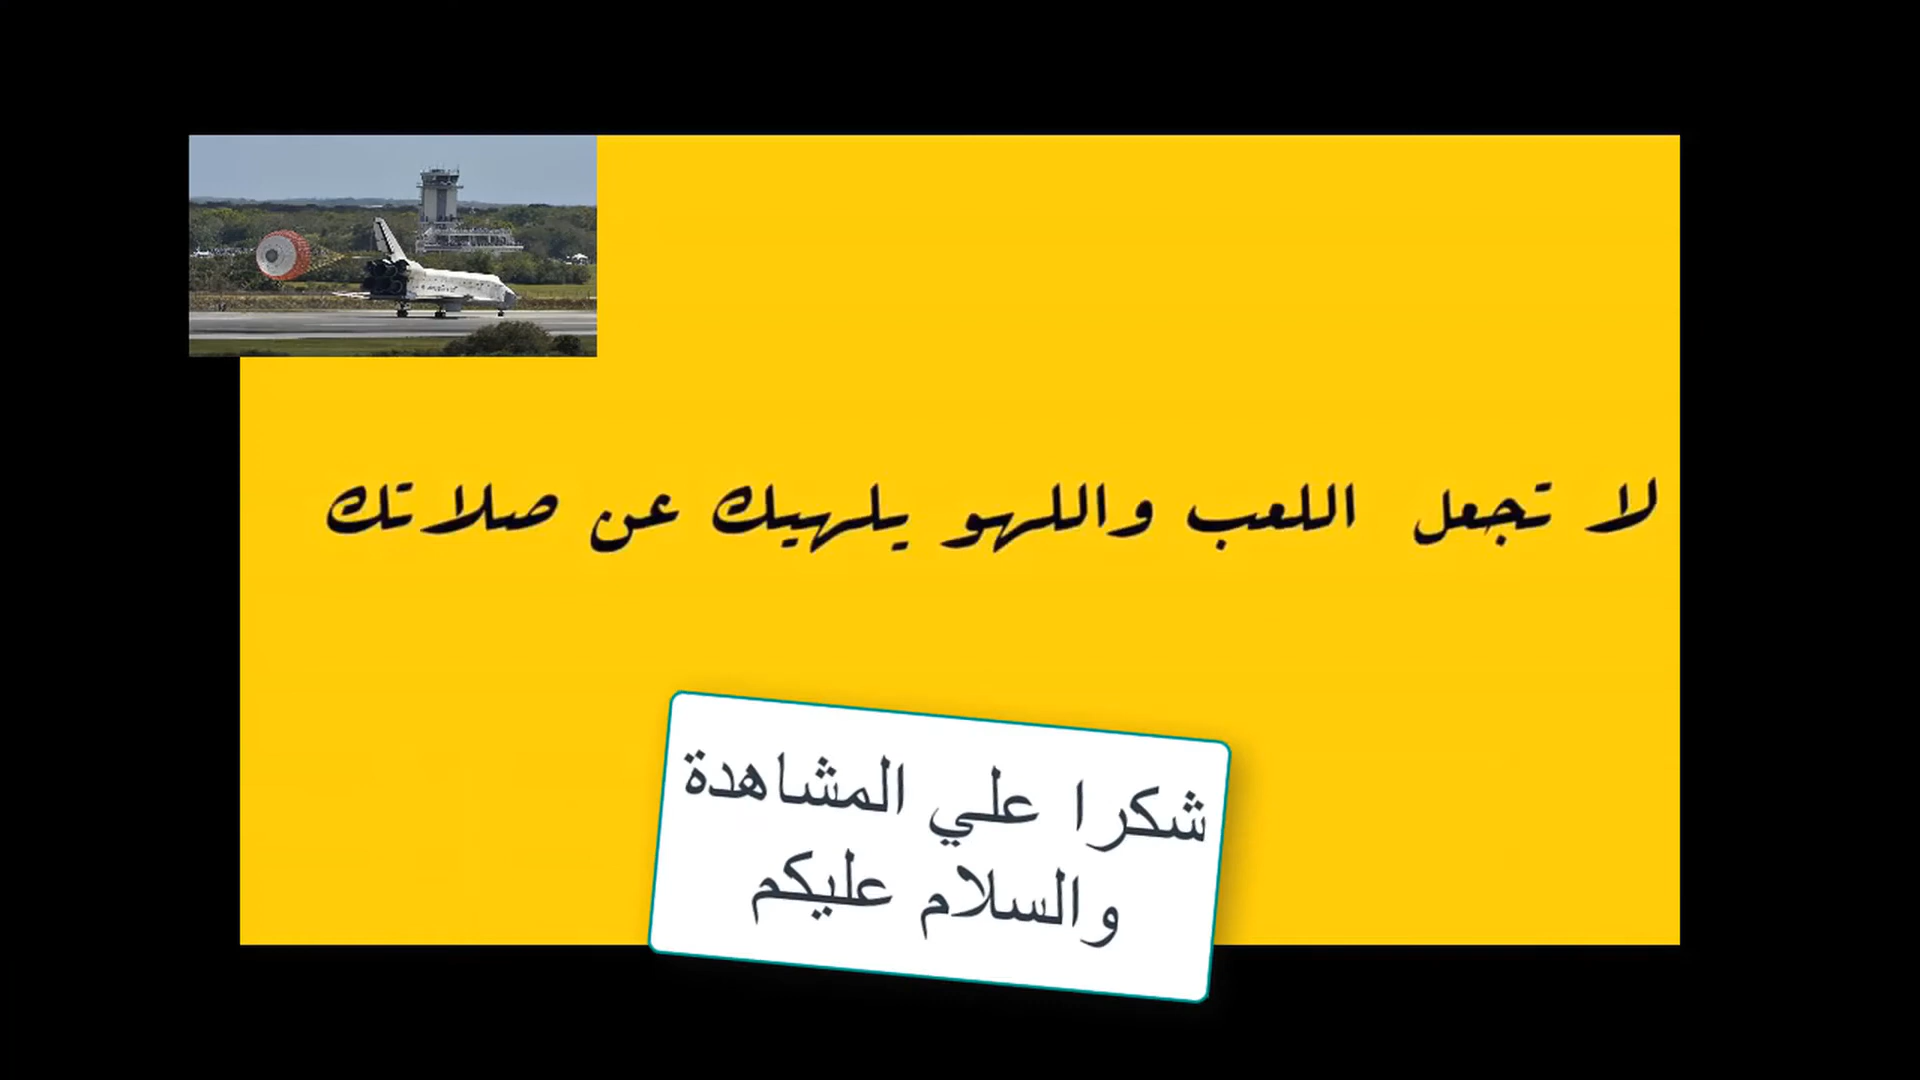 لا تجعل اللعب واللهو يلهيك عن صلاتك
شكرا علي المشاهدة
والسلام عليكم